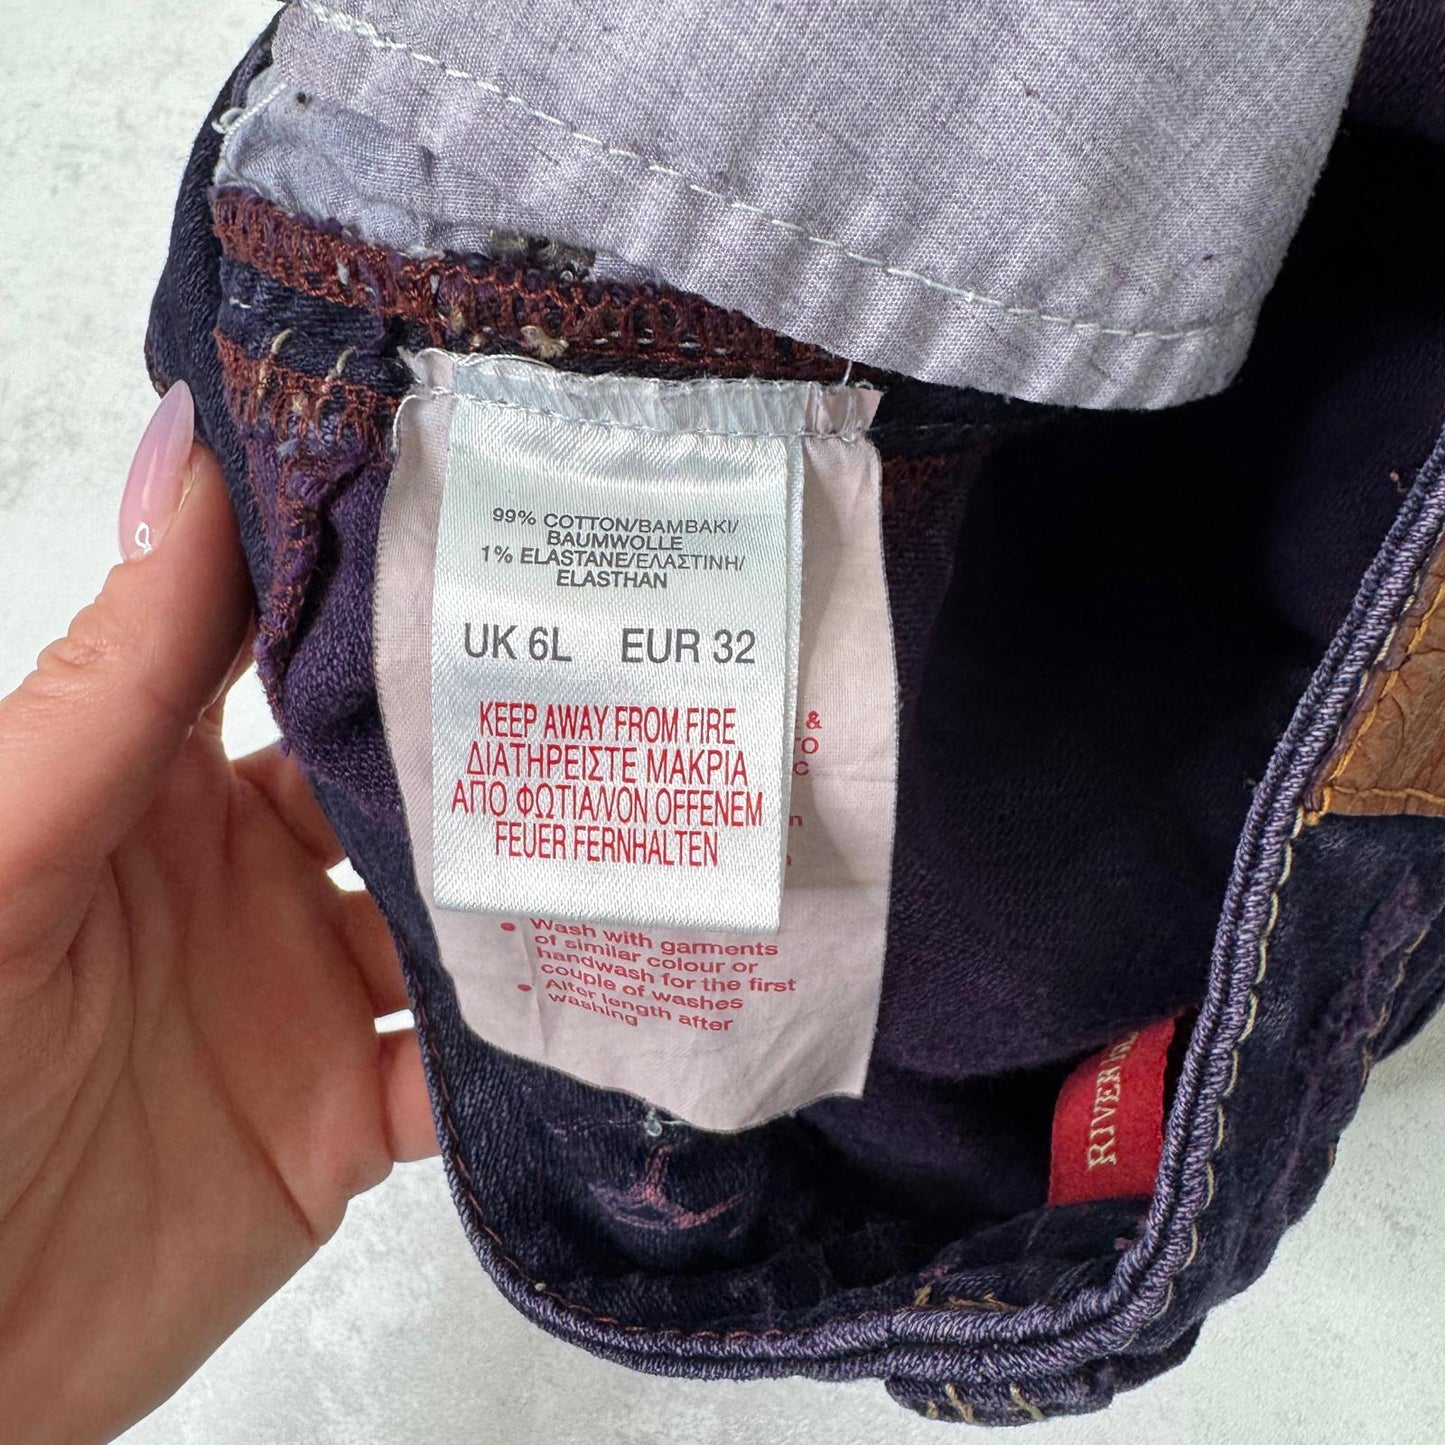 99% COTTON/BAMBAKI/
BAUMWOLLE
1% ELASTANE/ΕΛΑΣΤΙΝΗ/
ELASTHAN
UK 6L EUR 32
KEEP AWAY FROM FIRE
ΔΙΑΤΗΡΕΙΣΤΕ ΜΑΚΡΙΑ
ΑΠΟ ΦΩΤΙΑ/VON OFFENEM
FEUER FERNHALTEN
&
TO
C
n
• Wash with garments
of similar colour or
handwash for the first
couple of washes
• Alter length after
washing
RIVER